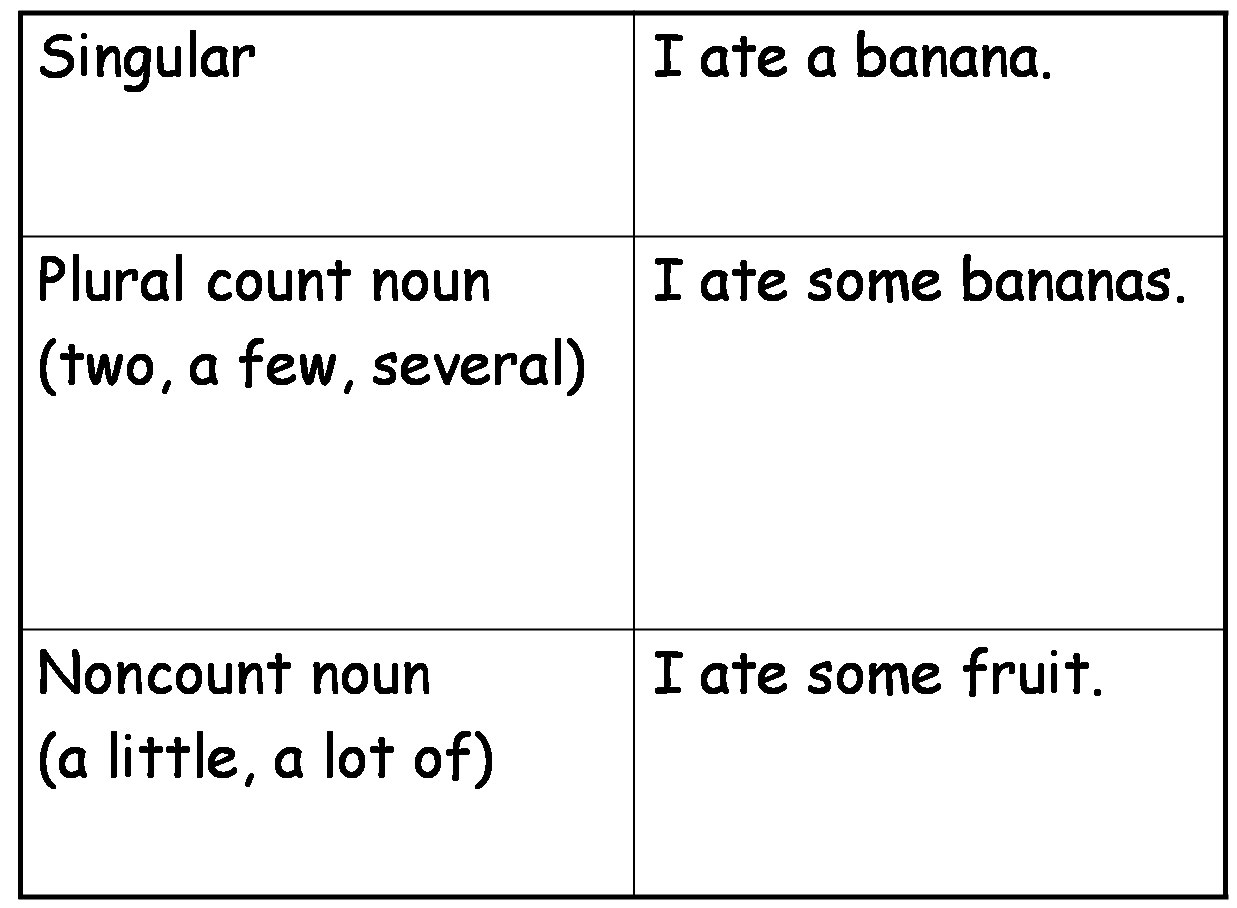 Singular
I ate a banana.
Plural count noun
(two, a few, several)
I ate some bananas.
Noncount noun
(a little, a lot of)
I ate some fruit.